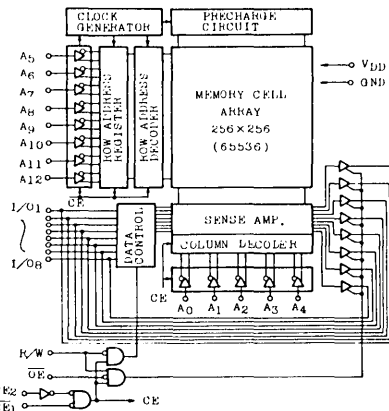 CLOCK GENERATOR
PRECHARGE CIRCUIT
A5
A6
A7
A8
A9
A10
A11
A12
CE
ROW ADDRESS REGISTER
ROW ADDRESS DECODER
MEMORY CELL ARRAY
256×256
(65536)
VDD
GND
I/O1
I/O8
DATA CONTROL
SENSE AMP.
COLUMN DECODER
CE
A0 A1 A2 A3 A4
R/W
OE
E2
E1
CE